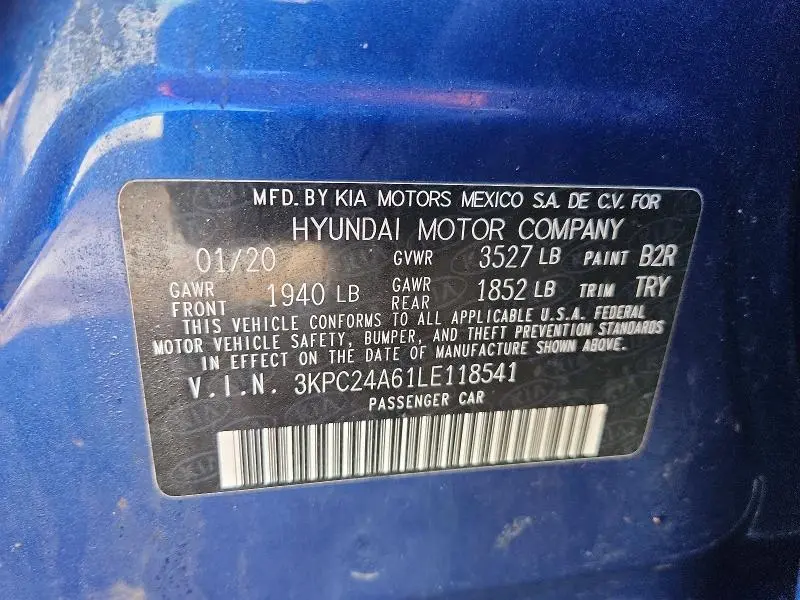 MFD. BY KIA MOTORS MEXICO S.A. DE C.V. FOR
HYUNDAI MOTOR COMPANY
01/20 GVWR 3527 LB PAINT B2R
GAWR FRONT 1940 LB GAWR REAR 1852 LB TRIM TRY
THIS VEHICLE CONFORMS TO ALL APPLICABLE U.S.A. FEDERAL
MOTOR VEHICLE SAFETY, BUMPER, AND THEFT PREVENTION STANDARDS
IN EFFECT ON THE DATE OF MANUFACTURE SHOWN ABOVE.
V.I.N. 3KPC24A61LE118541
PASSENGER CAR